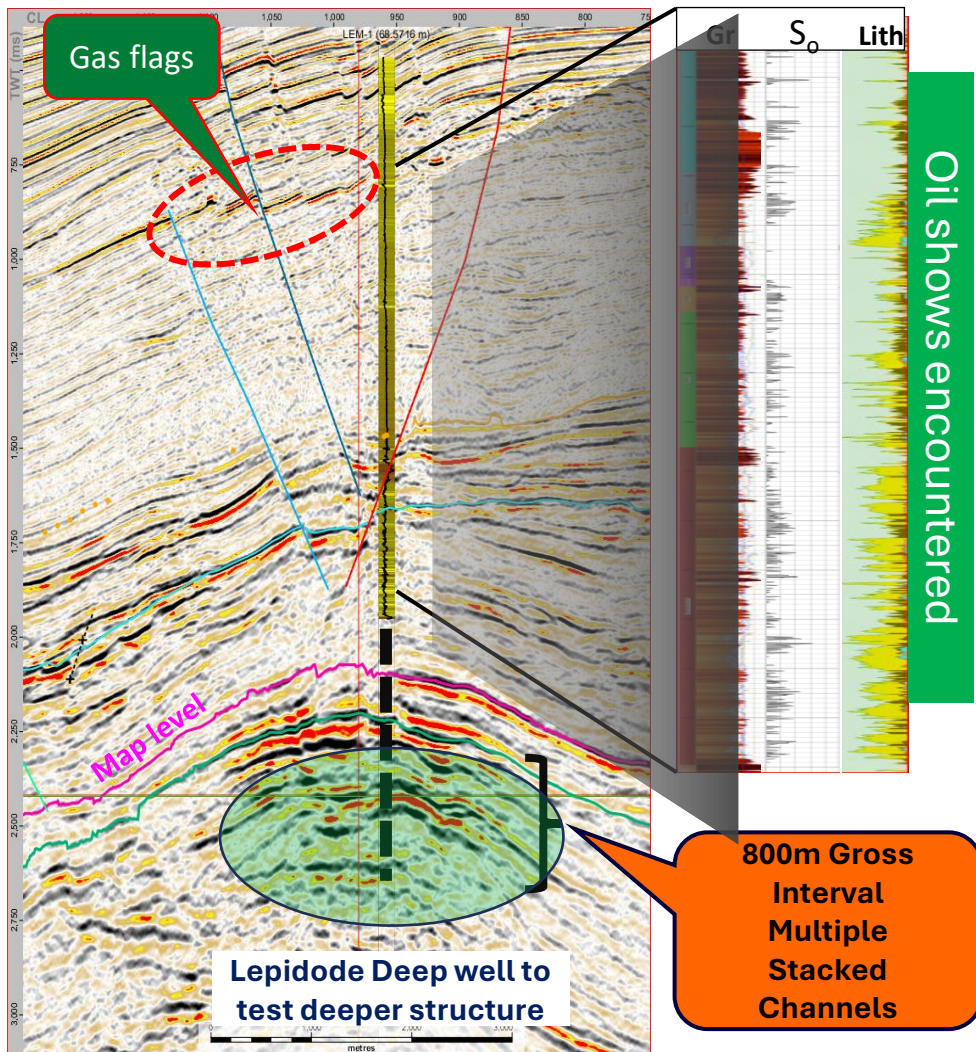 CL
1,050
1,000
950
900
850
800
750
LEM-1 (68.5716 m)
TWT (ms)
Gas flags
Gr
So
Lith
750
1,000
1,250
1,500
1,750
2,000
2,250
2,500
2,750
3,000
Oil shows encountered
Map level
800m Gross
Interval
Multiple
Stacked
Channels
Lepidode Deep well to
test deeper structure
0
1,000
2,000
3,000
metres